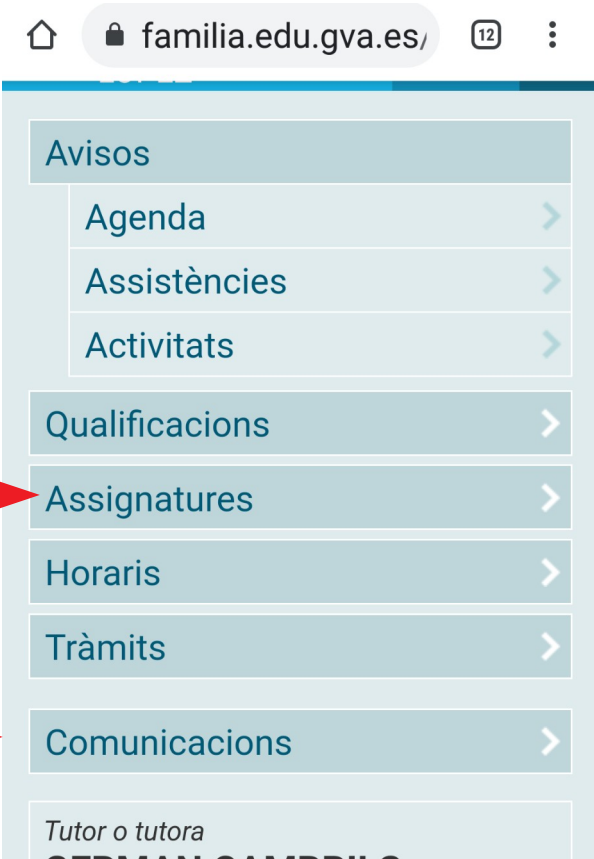 familia.edu.gva.es/
12
Avisos
Agenda
Assistències
Activitats
Qualificacions
Assignatures
Horaris
Tràmits
Comunicacions
Tutor o tutora